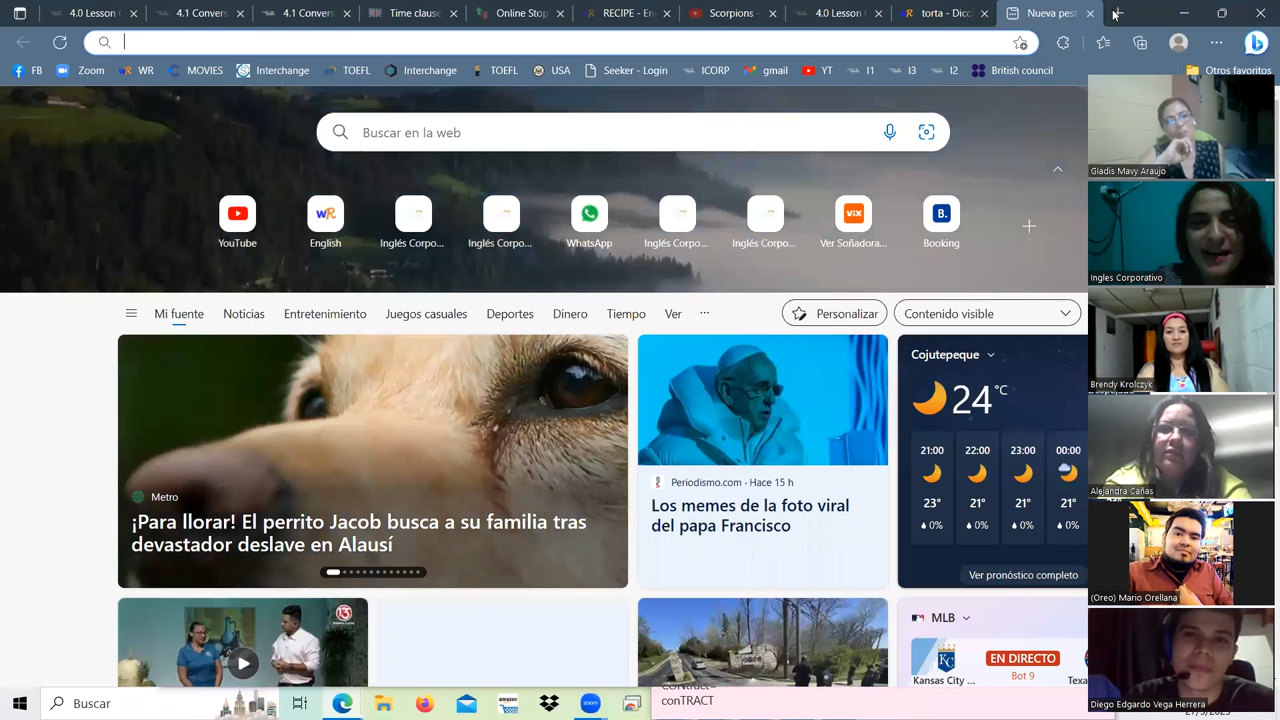 4.0 Lesson
4.1 Convers
4.1 Convers
Time clause
Online Stop
RECIPE - En
Scorpions -
4.0 Lesson
torta - Dicc
Nueva pest
FB
Zoom
WR
MOVIES
Interchange
TOEFL
Interchange
TOEFL
USA
Seeker - Login
ICORP
gmail
YT
I1
I3
I2
British council
Otros favoritos
Buscar en la web
YouTube
English
Inglés Corpo...
Inglés Corpo...
WhatsApp
Inglés Corpo...
Inglés Corpo...
Ver Soñadora...
Booking
Mi fuente
Noticias
Entretenimiento
Juegos casuales
Deportes
Dinero
Tiempo
Ver
...
Personalizar
Contenido visible
Metro
¡Para llorar! El perrito Jacob busca a su familia tras
devastador deslave en Alausí
Periodismo.com · Hace 15 h
Los memes de la foto viral
del papa Francisco
Cojutepeque
24 °C
21:00 22:00 23:00 00:00
23° 21° 21° 21°
0% 0% 0% 0%
Ver pronóstico completo
MLB
Kansas City ...
EN DIRECTO
Bot 9
Texa
Gladis Mavy Araujo
Ingles Corporativo
Brendy Krolczyk
Alejandra Cañas
(Oreo) Mario Orellana
Diego Edgardo Vega Herrera
Buscar
amazon
zoom
conTRACT